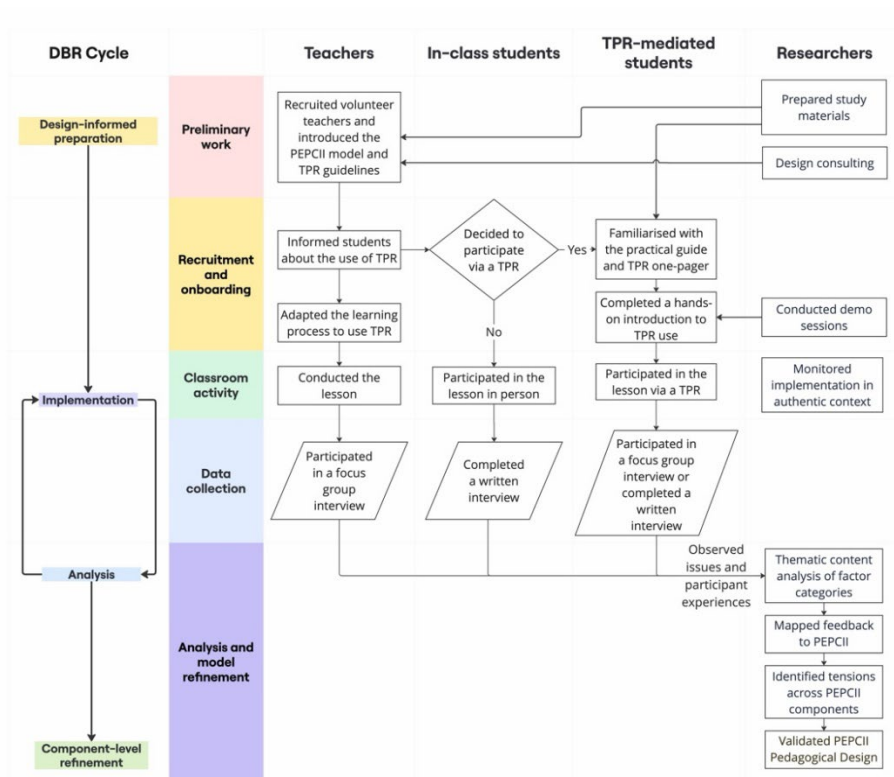 DBR Cycle
Teachers
In-class students
TPR-mediated
students
Researchers
Design-informed
preparation
Preliminary
work
Recruited volunteer
teachers and
introduced the
PEPCII model and
TPR guidelines
Prepared study
materials
Design consulting
Recruitment
and
onboarding
Informed students
about the use of TPR
Decided to
participate
via a TPR
Yes
Familiarised with
the practical guide
and TPR one-pager
Adapted the learning
process to use TPR
No
Completed a hands-
on introduction to
TPR use
Conducted demo
sessions
Implementation
Classroom
activity
Conducted the
lesson
Participated in the
lesson in person
Participated in the
lesson via a TPR
Monitored
implementation in
authentic context
Data
collection
Participated
in a focus
group
interview
Completed
a written
interview
Participated in
a focus group
interview or
completed a
written
interview
Analysis
Analysis and
model
refinement
Observed
issues and
participant
experiences
Thematic content
analysis of factor
categories
Mapped feedback
to PEPCII
Identified tensions
across PEPCII
components
Component-level
refinement
Validated PEPCII
Pedagogical Design